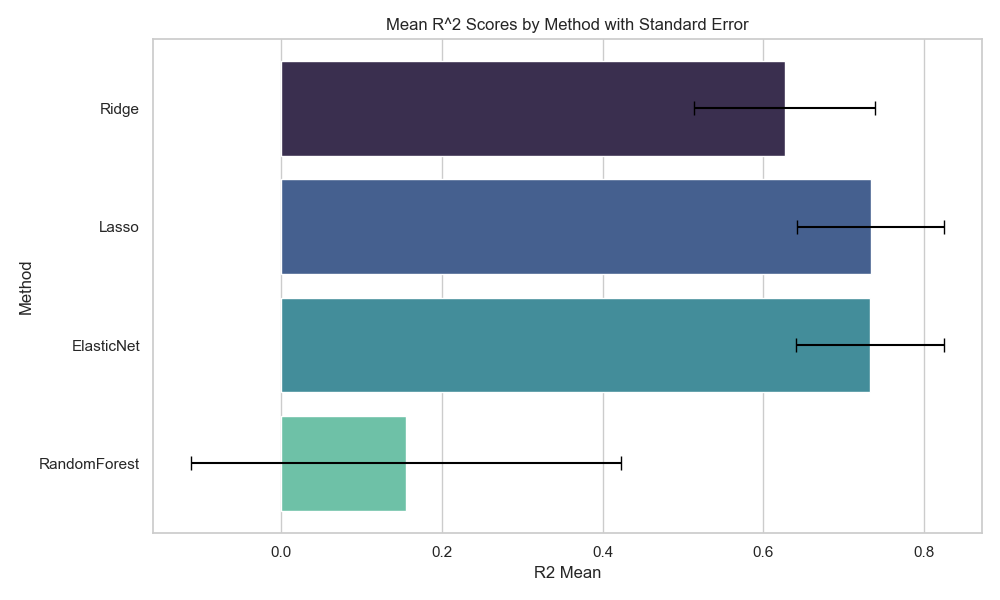 Mean R^2 Scores by Method with Standard Error
Method
Ridge
Lasso
ElasticNet
RandomForest
0.0 0.2 0.4 0.6 0.8
R2 Mean